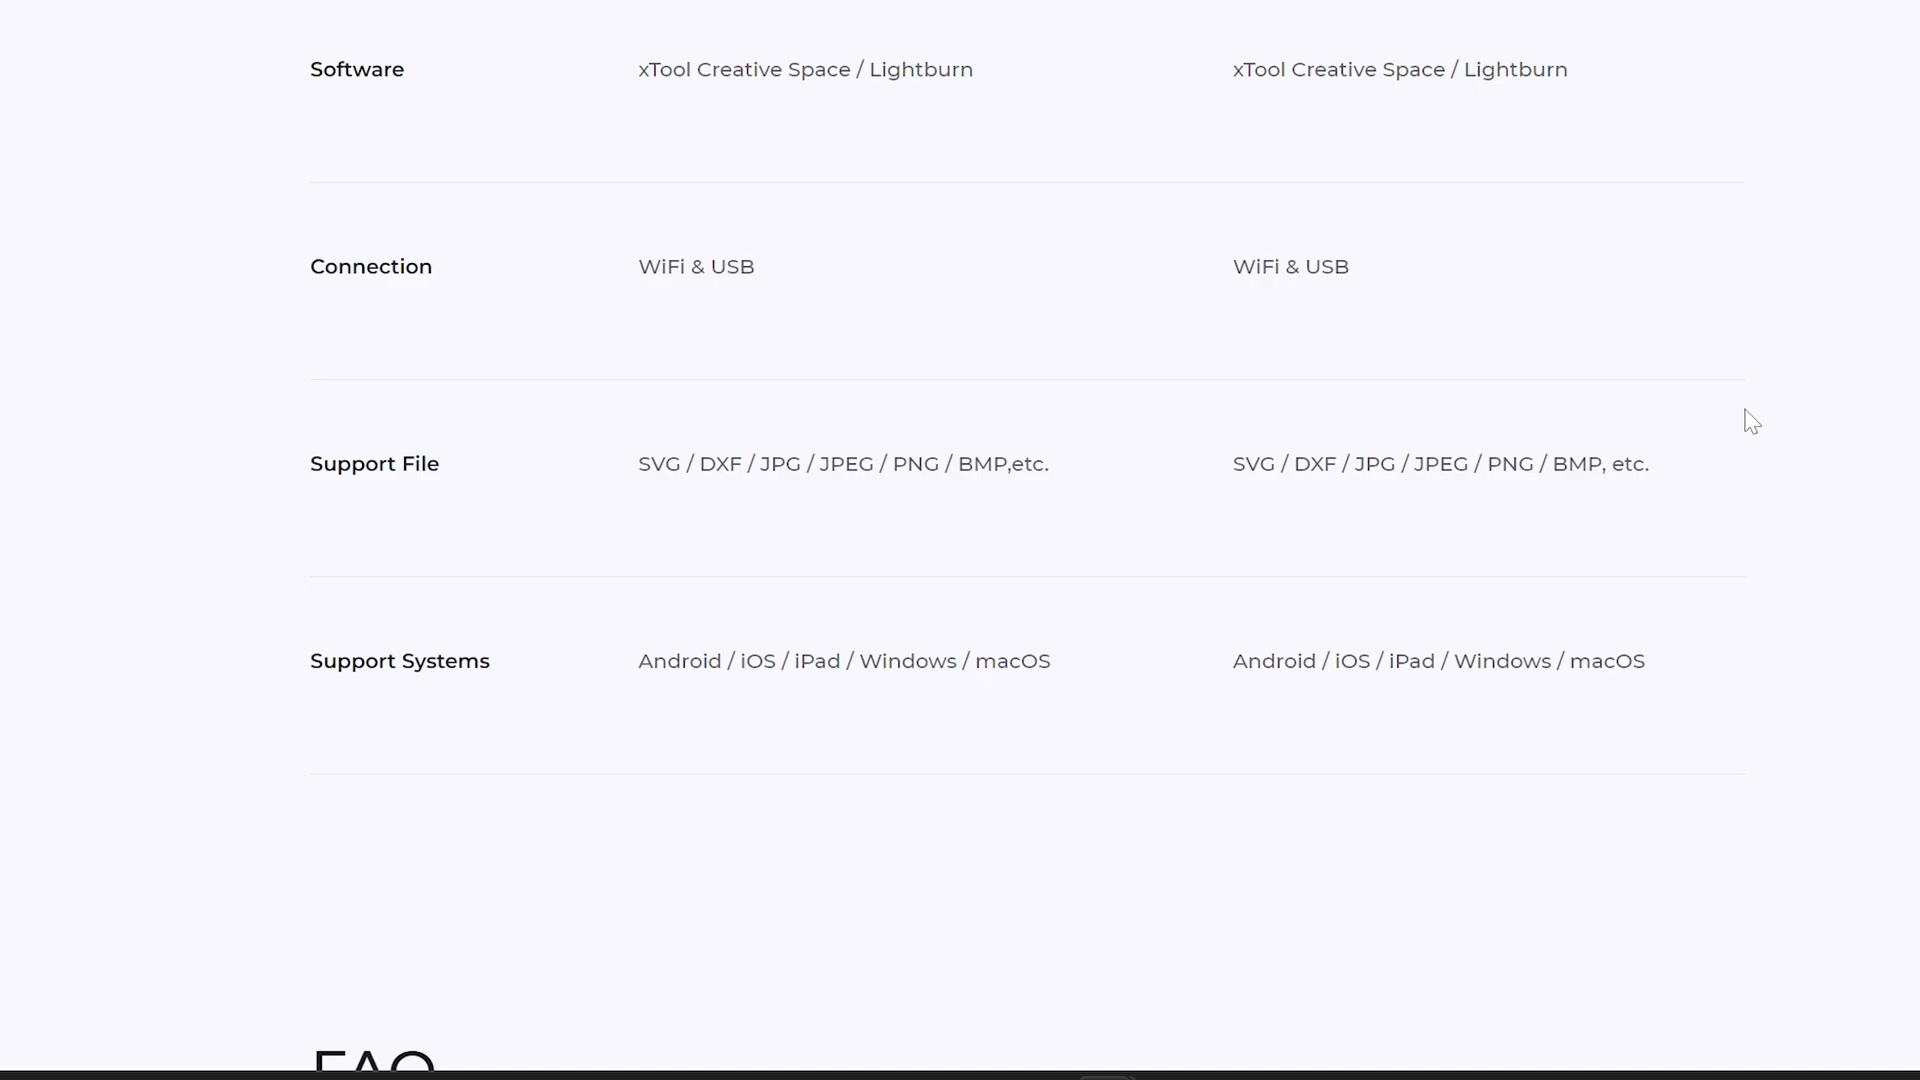 Software
xTool Creative Space / Lightburn
xTool Creative Space / Lightburn
Connection
WiFi & USB
WiFi & USB
Support File
SVG / DXF / JPG / JPEG / PNG / BMP,etc.
SVG / DXF / JPG / JPEG / PNG / BMP, etc.
Support Systems
Android / iOS / iPad / Windows / macOS
Android / iOS / iPad / Windows / macOS
FAQ